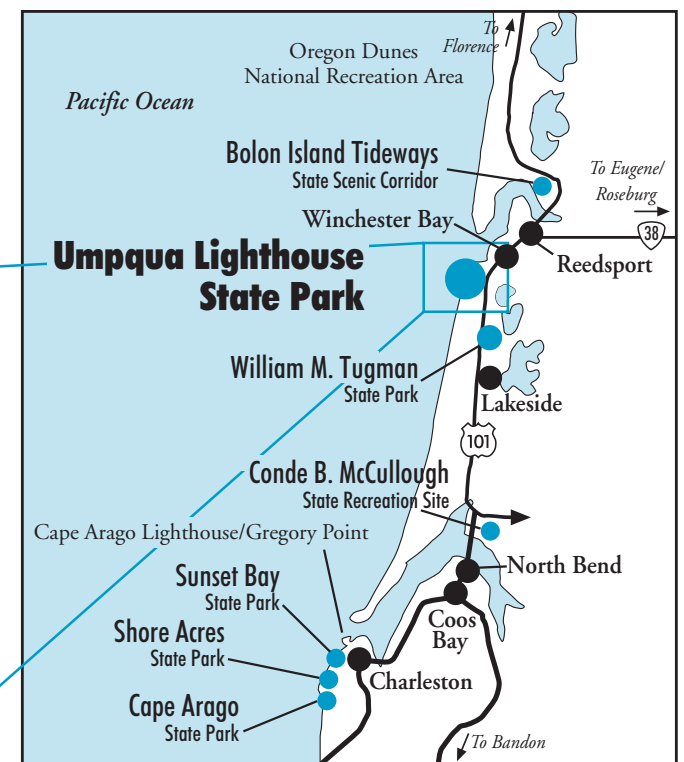 To
Florence
Oregon Dunes
National Recreation Area
Pacific Ocean
Bolon Island Tideways
State Scenic Corridor
To Eugene/
Roseburg
Winchester Bay
38
Umpqua Lighthouse
State Park
Reedsport
William M. Tugman
State Park
Lakeside
101
Conde B. McCullough
State Recreation Site
Cape Arago Lighthouse/Gregory Point
North Bend
Sunset Bay
State Park
Coos
Bay
Shore Acres
State Park
Charleston
Cape Arago
State Park
To Bandon